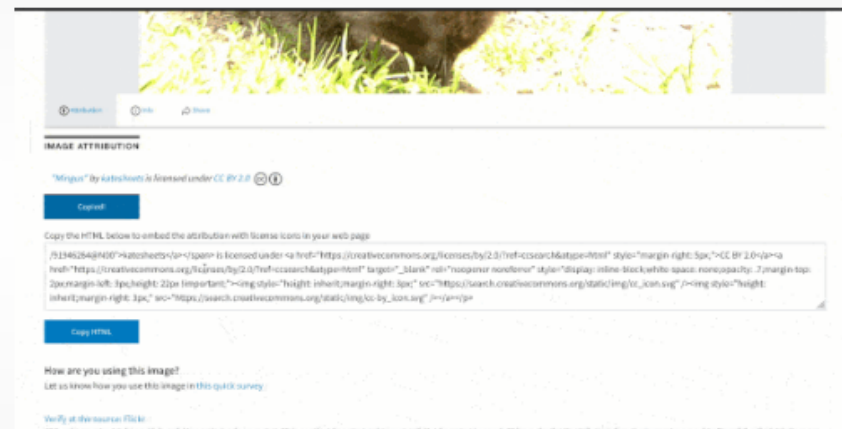 Attribution Info Share
IMAGE ATTRIBUTION
"Mingus" by katesheets is licensed under CC BY 2.0
Copied!
Copy the HTML below to embed the attribution with license icons in your web page
/91946264@N00">katesheets</a></span> is licensed under <a href="https://creativecommons.org/licenses/by/2.0/?ref=ccsearch&atype=html" style="margin-right: 5px;">CC BY 2.0</a><a
href="https://creativecommons.org/licenses/by/2.0/?ref=ccsearch&atype=html" target="_blank" rel="noopener noreferrer" style="display: inline-block;white-space: none;opacity: .7;margin-top:
2px;margin-left: 3px;height: 22px !important;"><img style="height: inherit;margin-right: 3px;" src="https://search.creativecommons.org/static/img/cc_icon.svg" /><img style="height:
inherit;margin-right: 3px;" src="https://search.creativecommons.org/static/img/cc-by_icon.svg" /></a></p>
Copy HTML
How are you using this image?
Let us know how you use this image in this quick survey
Verify at the source: Flickr